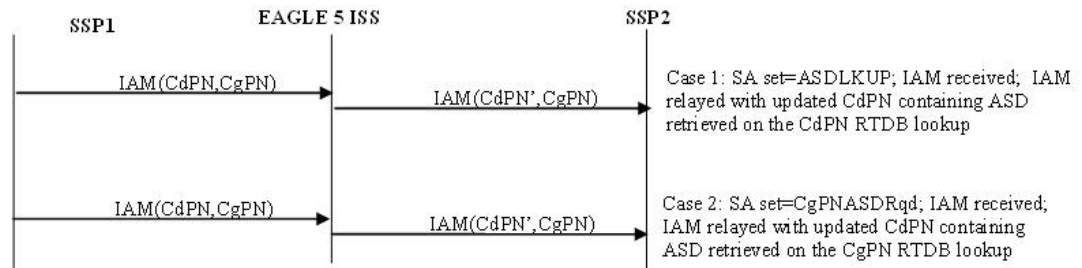 SSP1
EAGLE 5 ISS
SSP2
IAM(CdPN,CgPN)
IAM(CdPN’,CgPN)
Case 1: SA set=ASDLKUP; IAM received; IAM
relayed with updated CdPN containing ASD
retrieved on the CdPN RTDB lookup
IAM(CdPN,CgPN)
IAM(CdPN’,CgPN)
Case 2: SA set=CgPNASDRqd; IAM received;
IAM relayed with updated CdPN containing
ASD retrieved on the CgPN RTDB lookup